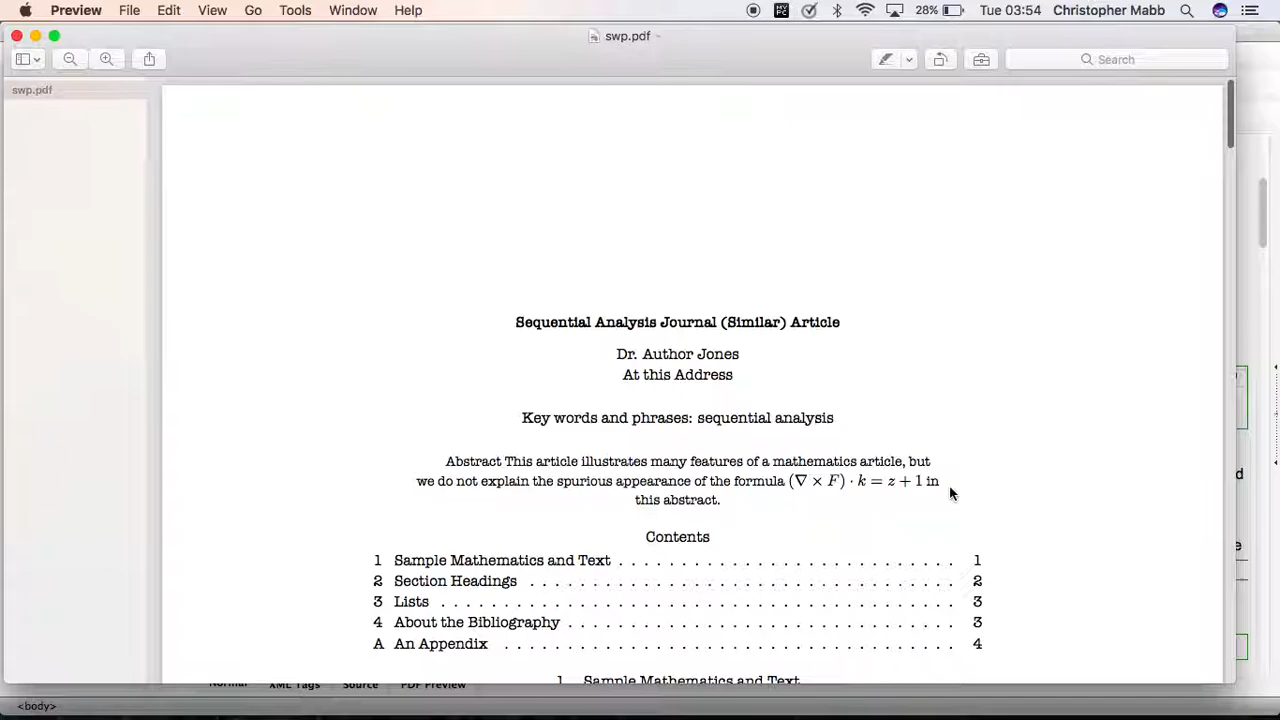 Preview File Edit View Go Tools Window Help 28% Tue 03:54 Christopher Mabb
swp.pdf
Search
swp.pdf
Sequential Analysis Journal (Similar) Article
Dr. Author Jones
At this Address
Key words and phrases: sequential analysis
Abstract This article illustrates many features of a mathematics article, but
we do not explain the spurious appearance of the formula (∇ × F) · k = z + 1 in
this abstract.
Contents
1 Sample Mathematics and Text . . . . . . . . . . . . . . . . . . . . . . . . . . 1
2 Section Headings . . . . . . . . . . . . . . . . . . . . . . . . . . . . . . . . . 2
3 Lists . . . . . . . . . . . . . . . . . . . . . . . . . . . . . . . . . . . . . . . . 3
4 About the Bibliography . . . . . . . . . . . . . . . . . . . . . . . . . . . . . . 3
A An Appendix . . . . . . . . . . . . . . . . . . . . . . . . . . . . . . . . . . . 4
1 Sample Mathematics and Text
Normal XML Tags Source PDF Preview
<body>